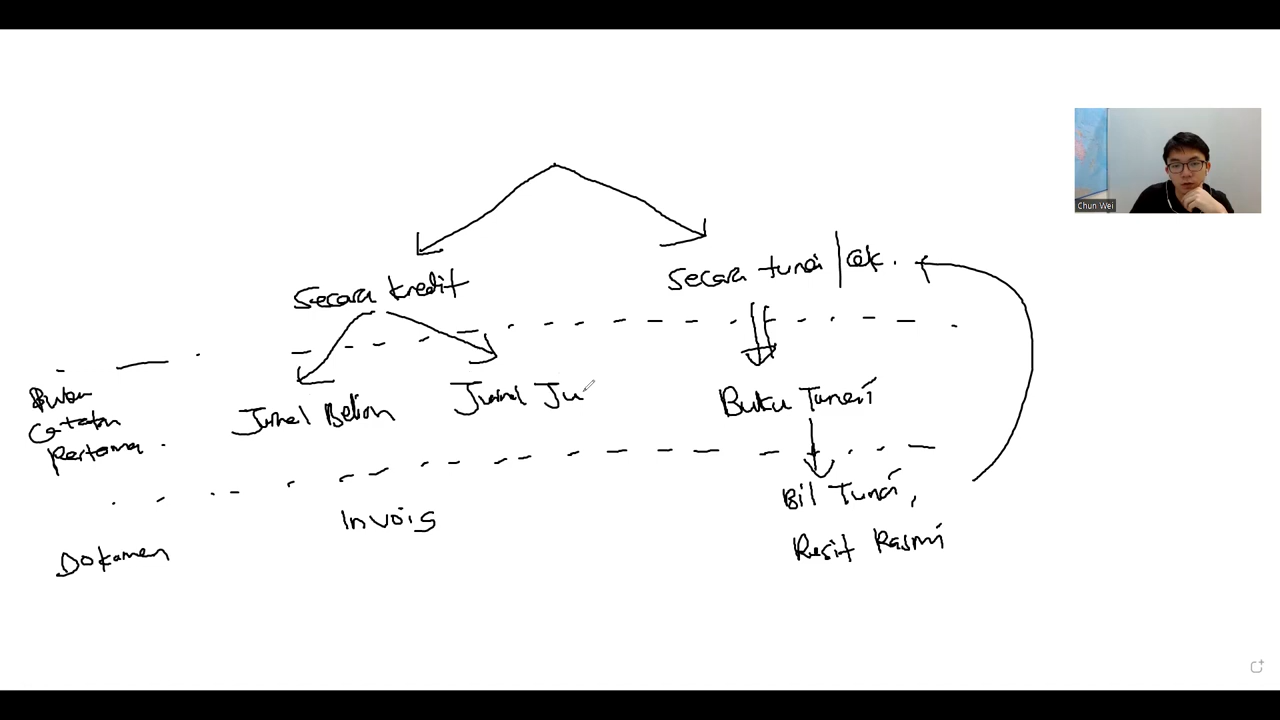 Secara kredit
Secara tunai / cek.
Buku
Catatan
Pertama.
Jurnal Belian
Jurnal Ju
Buku Tunai
Dokumen
Invois
Bil Tunai,
Resit Rasmi
Chun Wei